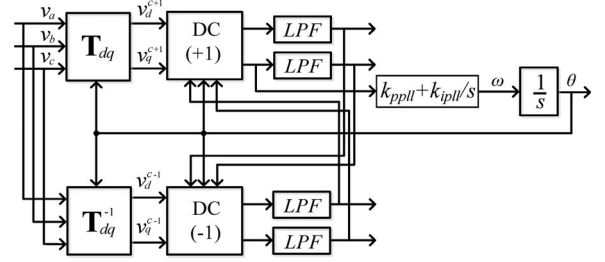 v_a
v_b
v_c
T_dq
v_d^{c+1}
v_q^{c+1}
DC
(+1)
LPF
LPF
k_ppll+k_ipll/s
ω
1
s
θ
T_dq^{-1}
v_d^{c-1}
v_q^{c-1}
DC
(-1)
LPF
LPF